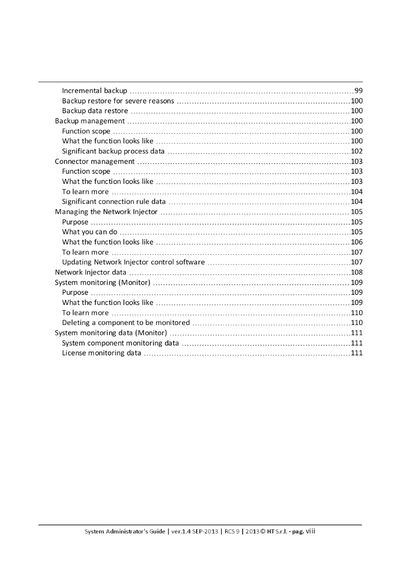 Incremental backup ........ 99
Backup restore for severe reasons ........ 100
Backup data restore ........ 100
Backup management ........ 100
Function scope ........ 100
What the function looks like ........ 100
Significant backup process data ........ 102
Connector management ........ 103
Function scope ........ 103
What the function looks like ........ 103
To learn more ........ 104
Significant connection rule data ........ 104
Managing the Network Injector ........ 105
Purpose ........ 105
What you can do ........ 105
What the function looks like ........ 106
To learn more ........ 107
Updating Network Injector control software ........ 107
Network Injector data ........ 108
System monitoring (Monitor) ........ 109
Purpose ........ 109
What the function looks like ........ 109
To learn more ........ 110
Deleting a component to be monitored ........ 110
System monitoring data (Monitor) ........ 111
System component monitoring data ........ 111
License monitoring data ........ 111
System Administrator's Guide | ver.1.4 SEP-2013 | RCS 9 | 2013© HT S.r.l. - pag. viii